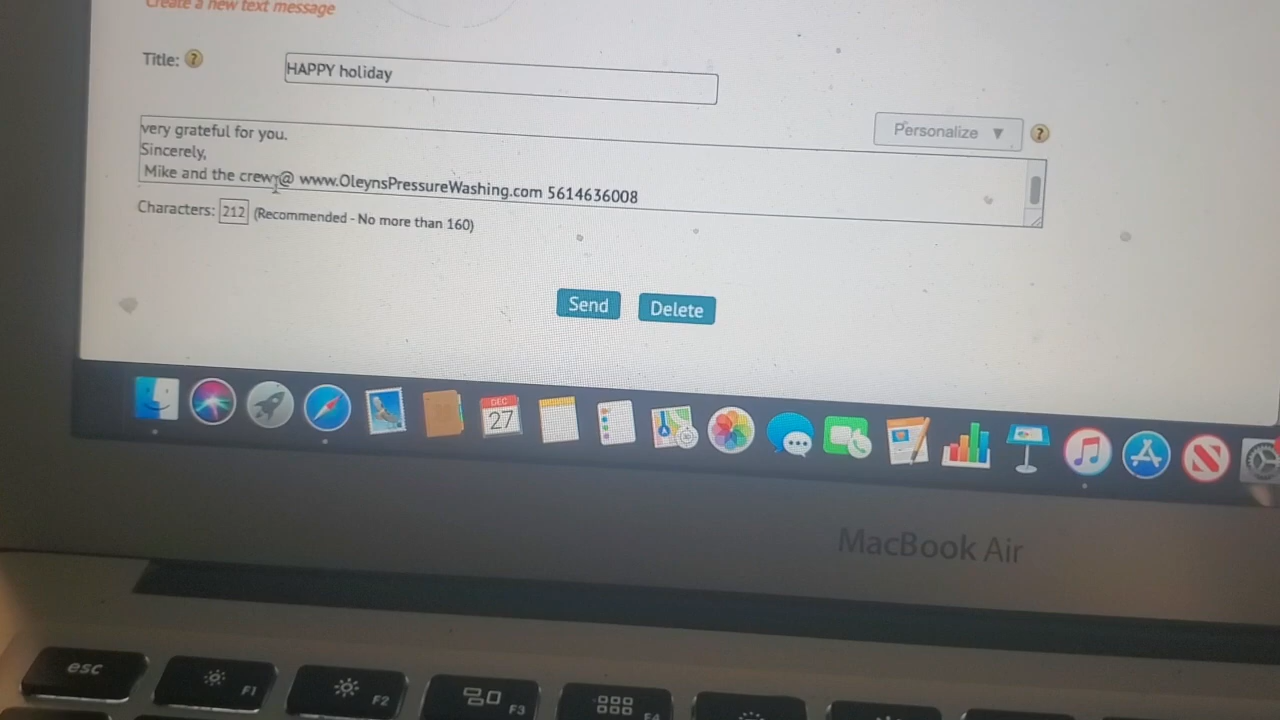 Create a new text message
Title: ?
HAPPY holiday
Personalize ▼ ?
very grateful for you.
Sincerely,
Mike and the crew @ www.OleynsPressureWashing.com 5614636008
Characters: 212 (Recommended - No more than 160)
Send Delete
DEC
27
MacBook Air
esc
F1
F2
F3
F4